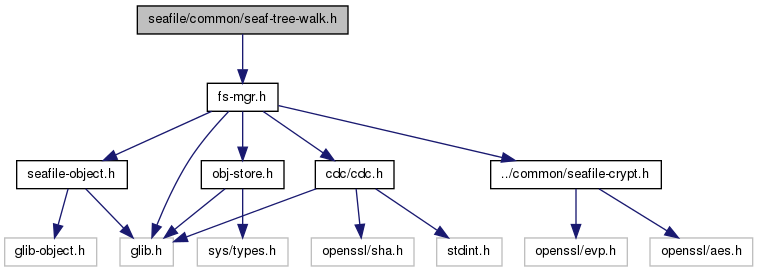 seafile/common/seaf-tree-walk.h
fs-mgr.h
seafile-object.h
obj-store.h
cdc/cdc.h
../common/seafile-crypt.h
glib-object.h
glib.h
sys/types.h
openssl/sha.h
stdint.h
openssl/evp.h
openssl/aes.h